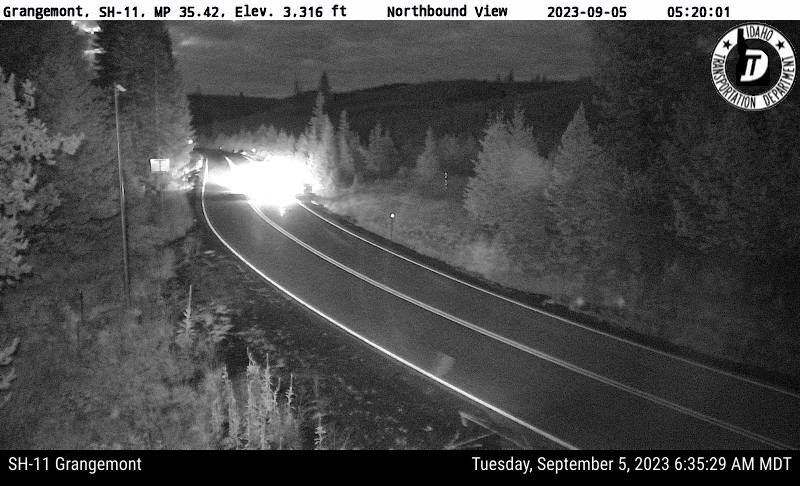 Grangemont, SH-11, MP 35.42, Elev. 3,316 ft Northbound View 2023-09-05 05:20:01
IDAHO
TRANSPORTATION DEPARTMENT
SH-11 Grangemont Tuesday, September 5, 2023 6:35:29 AM MDT